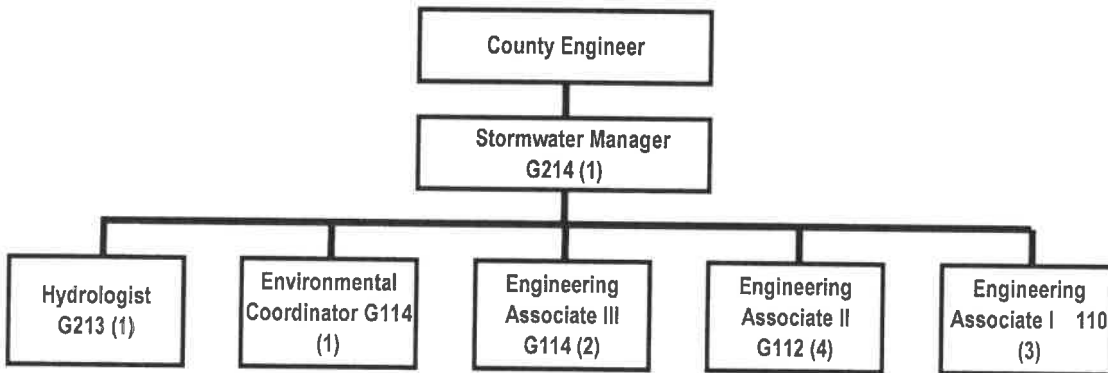 County Engineer
Stormwater Manager
G214 (1)
Hydrologist
G213 (1)
Environmental
Coordinator G114
(1)
Engineering
Associate III
G114 (2)
Engineering
Associate II
G112 (4)
Engineering
Associate I 110
(3)